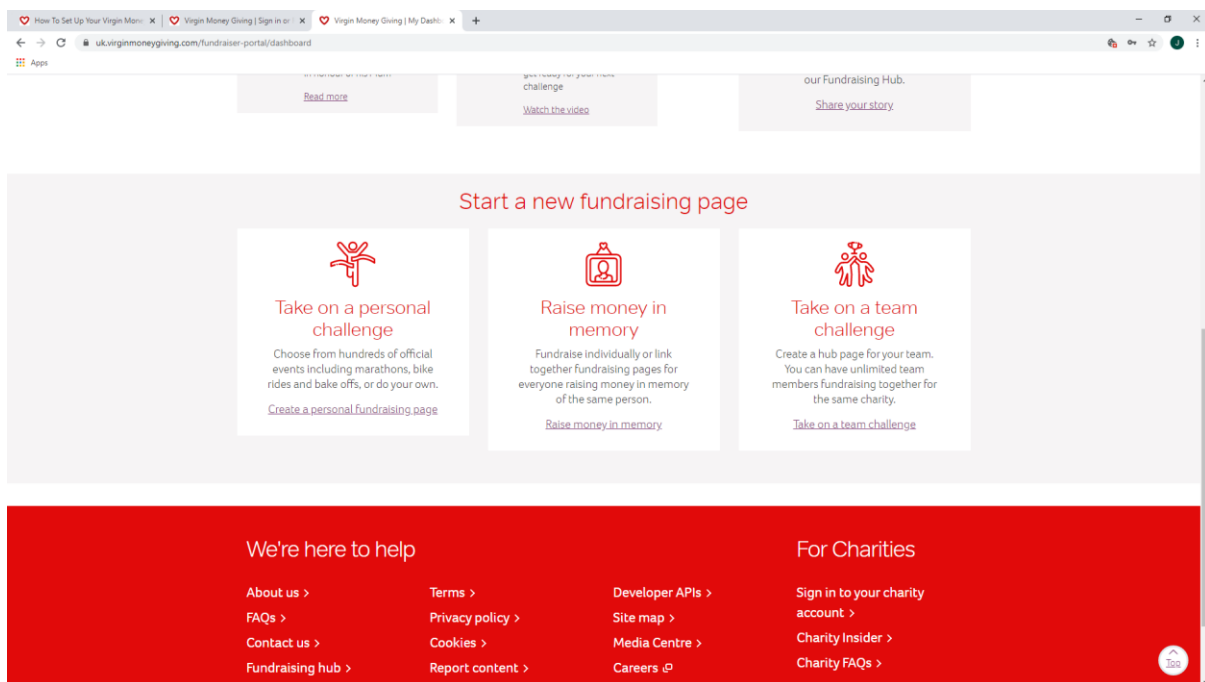 How To Set Up Your Virgin Mone
Virgin Money Giving | Sign in or
Virgin Money Giving | My Dashb
uk.virginmoneygiving.com/fundraiser-portal/dashboard
Apps
Read more
get ready for your next
challenge
Watch the video
our Fundraising Hub.
Share your story
Start a new fundraising page
Take on a personal
challenge
Choose from hundreds of official
events including marathons, bike
rides and bake offs, or do your own.
Create a personal fundraising page
Raise money in
memory
Fundraise individually or link
together fundraising pages for
everyone raising money in memory
of the same person.
Raise money in memory
Take on a team
challenge
Create a hub page for your team.
You can have unlimited team
members fundraising together for
the same charity.
Take on a team challenge
We're here to help
About us >
FAQs >
Contact us >
Fundraising hub >
Terms >
Privacy policy >
Cookies >
Report content >
Developer APIs >
Site map >
Media Centre >
Careers
For Charities
Sign in to your charity
account >
Charity Insider >
Charity FAQs >
Top
J